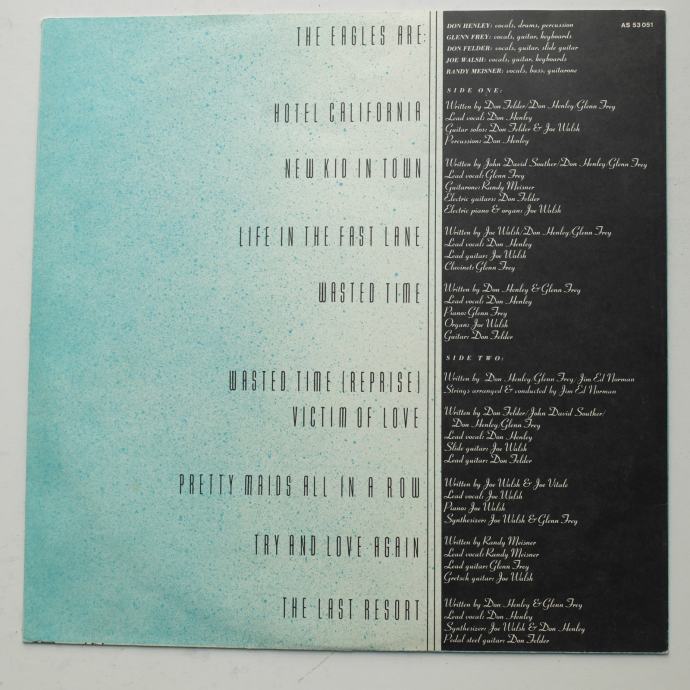 THE EAGLES ARE:
DON HENLEY: vocals, drums, percussion
GLENN FREY: vocals, guitar, keyboards
DON FELDER: vocals, guitar, slide guitar
JOE WALSH: vocals, guitar, keyboards
RANDY MEISNER: vocals, bass, guitarone
AS 53 051
SIDE ONE:
HOTEL CALIFORNIA
Written by Don Felder/Don Henley/Glenn Frey
Lead vocal: Don Henley
Guitar solos: Don Felder & Joe Walsh
Percussion: Don Henley
NEW KID IN TOWN
Written by John David Souther/Don Henley/Glenn Frey
Lead vocal: Glenn Frey
Guitarone: Randy Meisner
Electric guitars: Don Felder
Electric piano & organ: Joe Walsh
LIFE IN THE FAST LANE
Written by Joe Walsh/Don Henley/Glenn Frey
Lead vocal: Don Henley
Lead guitar: Joe Walsh
Clavinet: Glenn Frey
WASTED TIME
Written by Don Henley & Glenn Frey
Lead vocal: Don Henley
Piano: Glenn Frey
Organ: Joe Walsh
Guitar: Don Felder
SIDE TWO:
WASTED TIME (REPRISE)
Written by Don Henley/Glenn Frey/Jim Ed Norman
Strings arranged & conducted by Jim Ed Norman
VICTIM OF LOVE
Written by Don Felder/John David Souther/
Don Henley/Glenn Frey
Lead vocal: Don Henley
Slide guitar: Joe Walsh
Lead guitar: Don Felder
PRETTY MAIDS ALL IN A ROW
Written by Joe Walsh & Joe Vitale
Lead vocal: Joe Walsh
Piano: Joe Walsh
Synthesizer: Joe Walsh & Glenn Frey
TRY AND LOVE AGAIN
Written by Randy Meisner
Lead vocal: Randy Meisner
Lead guitar: Glenn Frey
Gretsch guitar: Joe Walsh
THE LAST RESORT
Written by Don Henley & Glenn Frey
Lead vocal: Don Henley
Synthesizer: Joe Walsh & Don Henley
Pedal steel guitar: Don Felder